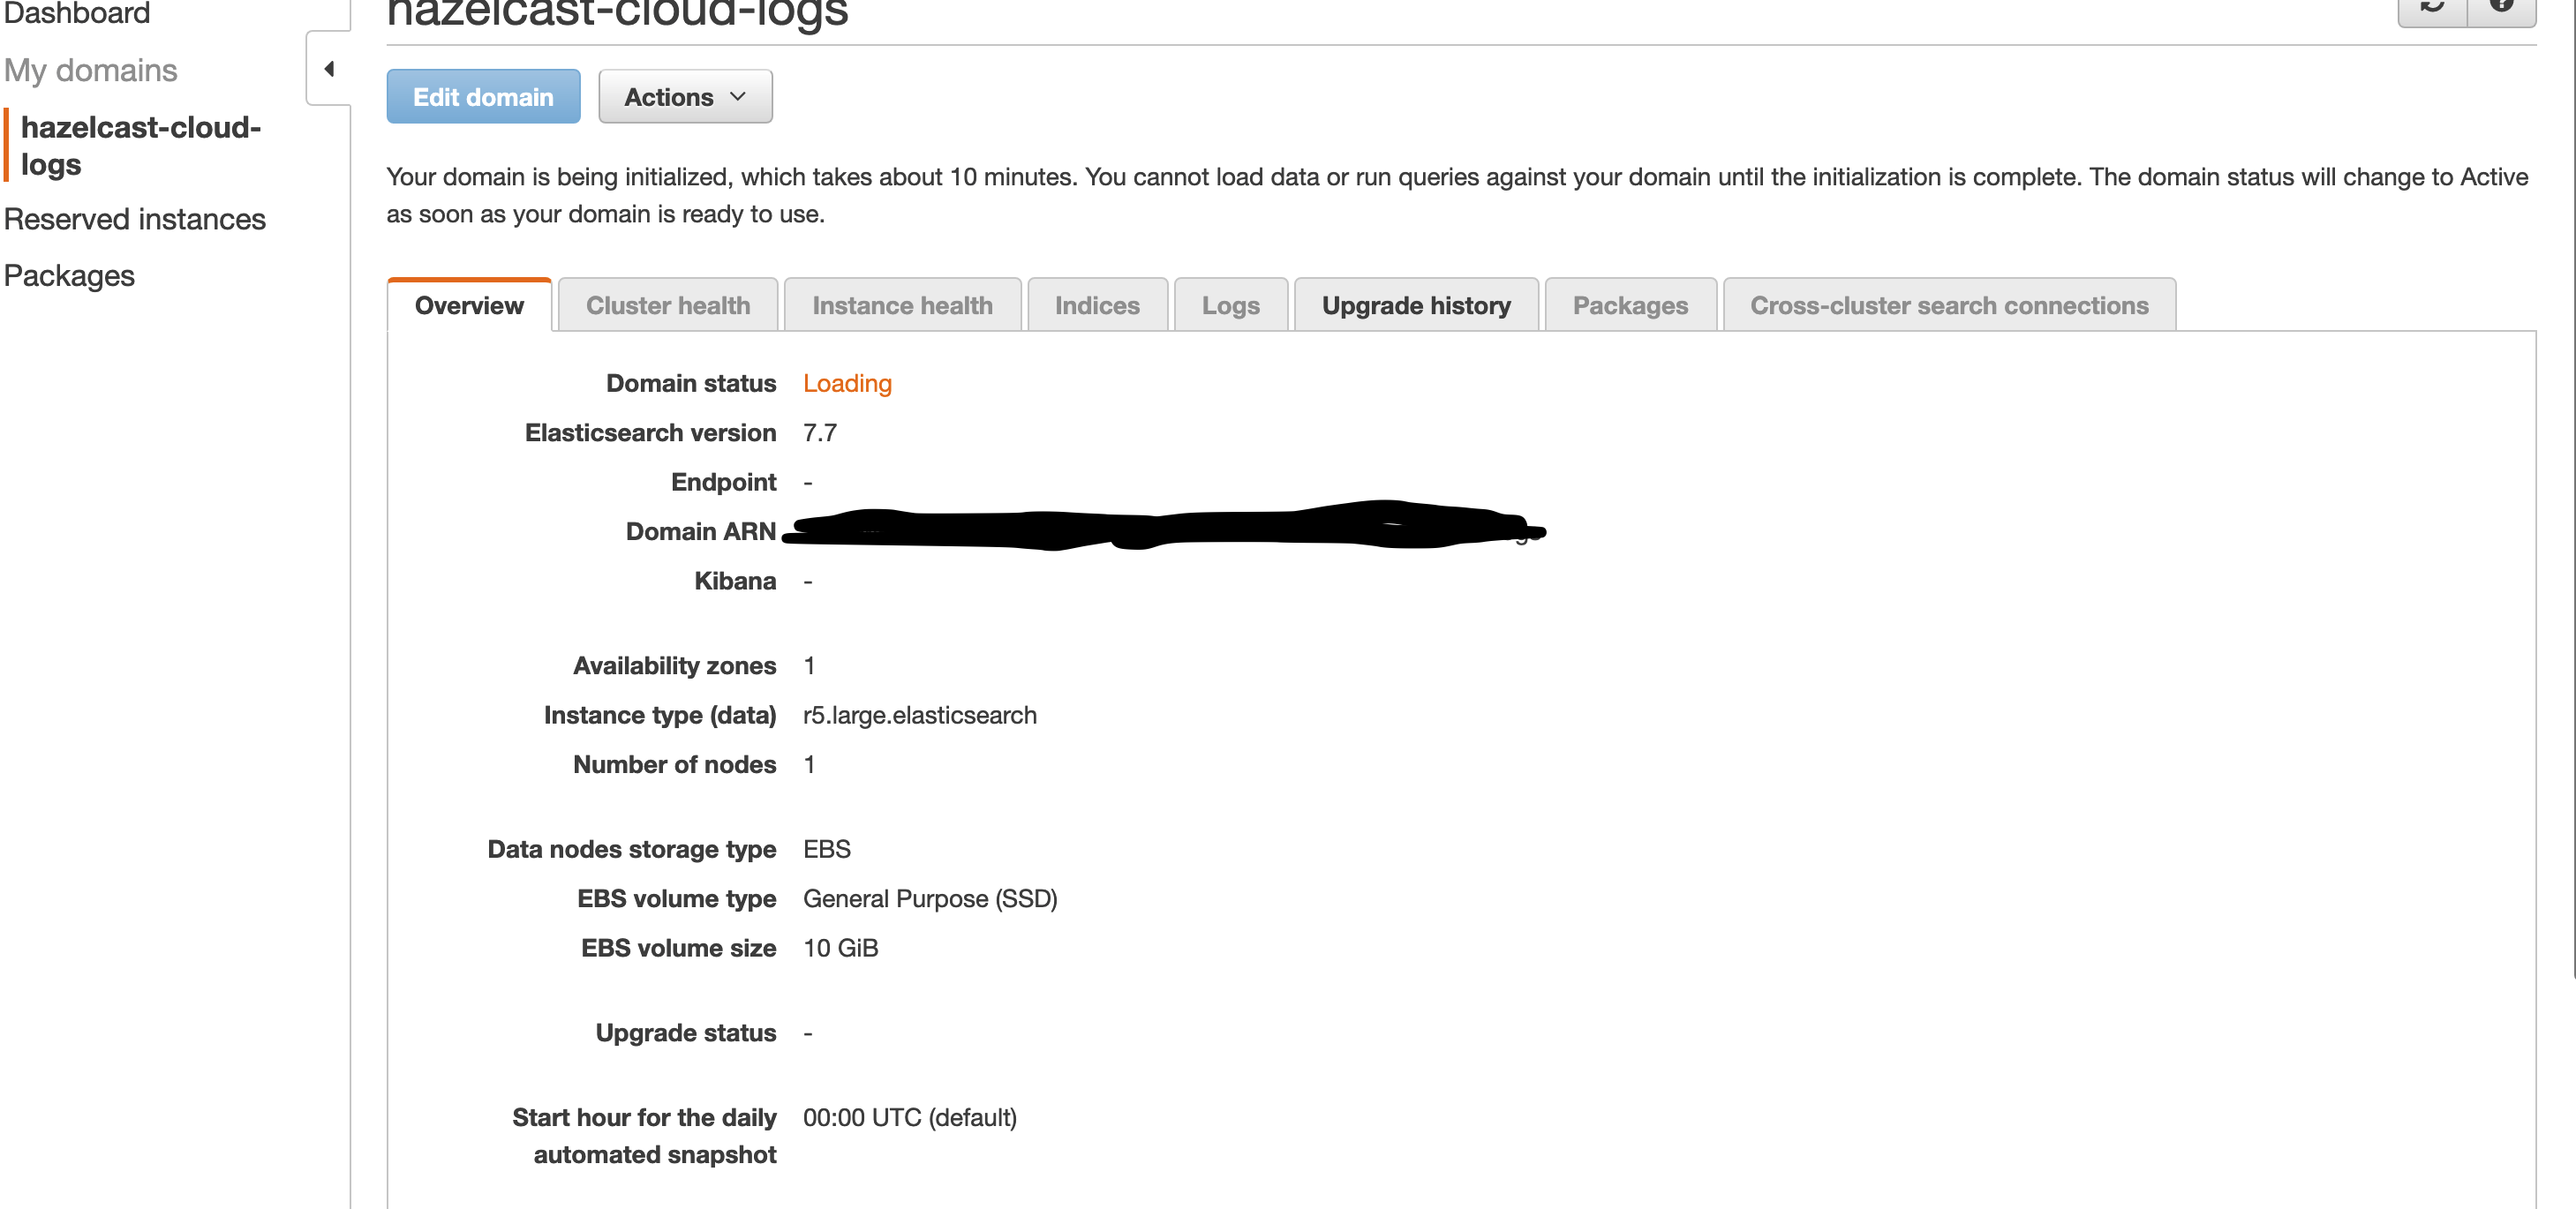 Dashboard
My domains
hazelcast-cloud-
logs
Reserved instances
Packages
hazelcast-cloud-logs
Edit domain
Actions
Your domain is being initialized, which takes about 10 minutes. You cannot load data or run queries against your domain until the initialization is complete. The domain status will change to Active
as soon as your domain is ready to use.
Overview
Cluster health
Instance health
Indices
Logs
Upgrade history
Packages
Cross-cluster search connections
Domain status Loading
Elasticsearch version 7.7
Endpoint -
Domain ARN
Kibana -
Availability zones 1
Instance type (data) r5.large.elasticsearch
Number of nodes 1
Data nodes storage type EBS
EBS volume type General Purpose (SSD)
EBS volume size 10 GiB
Upgrade status -
Start hour for the daily 00:00 UTC (default)
automated snapshot